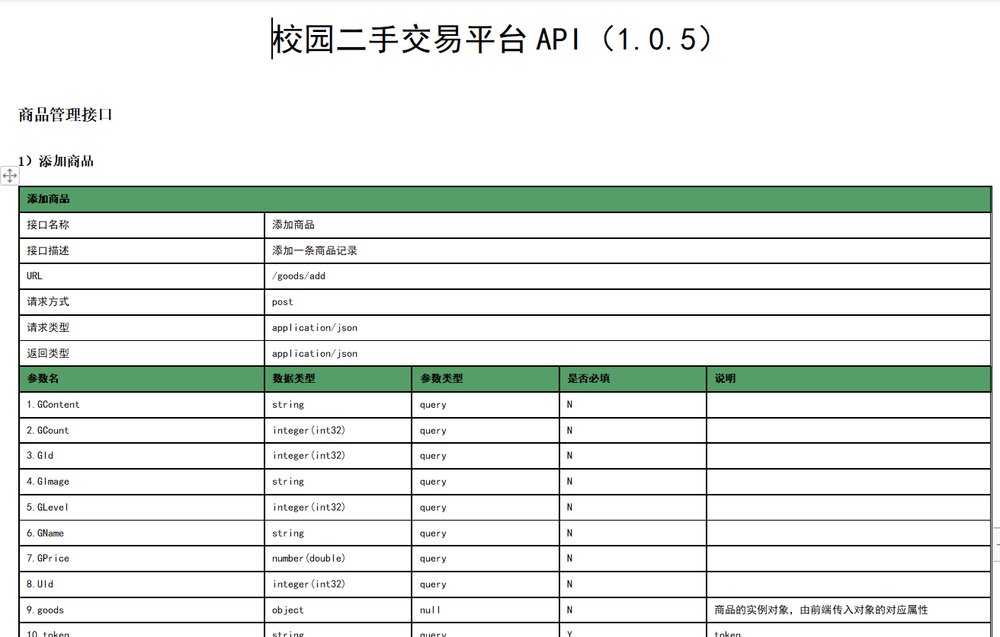 校园二手交易平台 API（1.0.5）
商品管理接口
1）添加商品
添加商品
接口名称 添加商品
接口描述 添加一条商品记录
URL /goods/add
请求方式 post
请求类型 application/json
返回类型 application/json
参数名 数据类型 参数类型 是否必填 说明
1.GContent string query N
2.GCount integer(int32) query N
3.GId integer(int32) query N
4.GImage string query N
5.GLevel integer(int32) query N
6.GName string query N
7.GPrice number(double) query N
8.UId integer(int32) query N
9.goods object null N 商品的实例对象，由前端传入对象的对应属性
10.token string query Y token